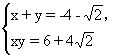 x + y = -4 - √2,
xy = 6 + 4√2